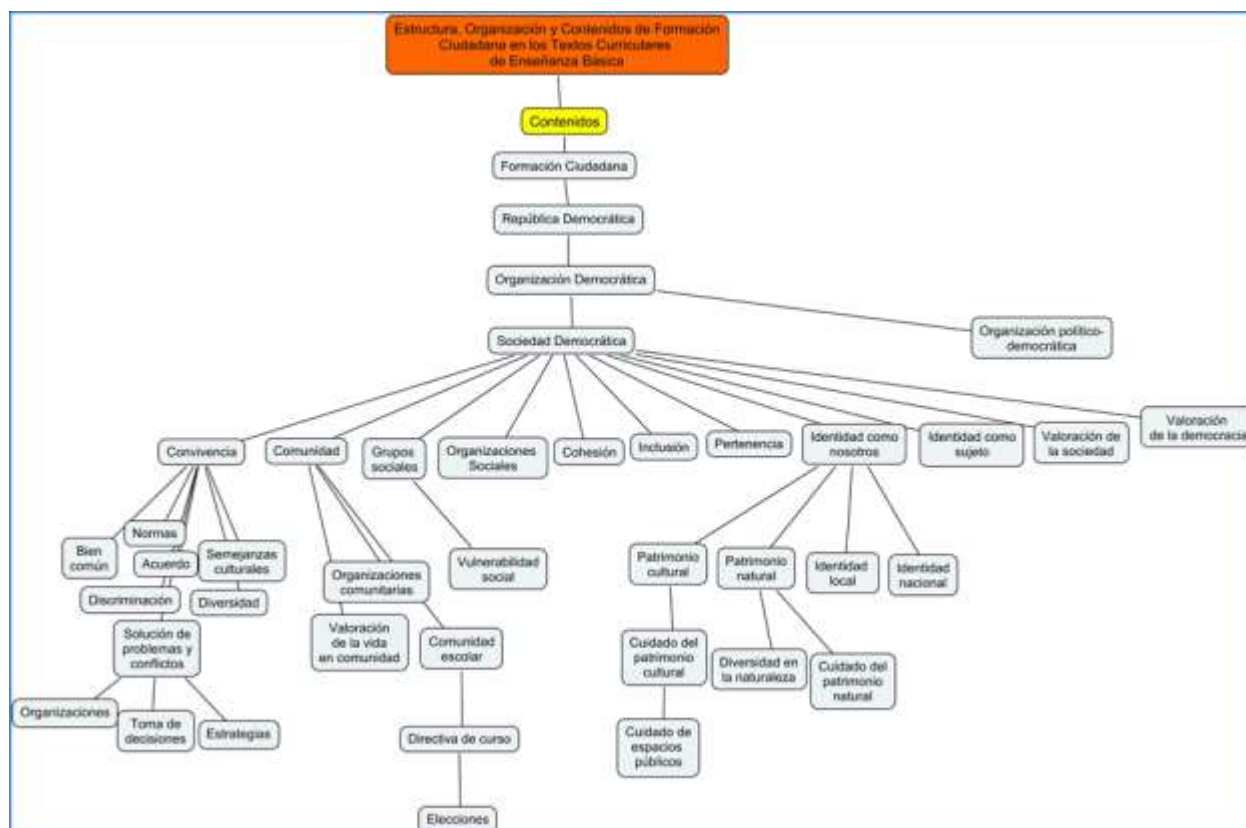 Estructura, Organización y Contenidos de Formación
Ciudadana en los Textos Curriculares
de Enseñanza Básica
Contenidos
Formación Ciudadana
República Democrática
Organización Democrática
Organización político-
democrática
Sociedad Democrática
Convivencia
Comunidad
Grupos
sociales
Organizaciones
Sociales
Cohesión
Inclusión
Pertenencia
Identidad como
nosotros
Identidad como
sujeto
Valoración de
la sociedad
Valoración
de la democracia
Bien
común
Normas
Acuerdo
Semejanzas
culturales
Discriminación
Diversidad
Solución de
problemas y
conflictos
Organizaciones
Toma de
decisiones
Estrategias
Organizaciones
comunitarias
Valoración
de la vida
en comunidad
Comunidad
escolar
Directiva de curso
Elecciones
Vulnerabilidad
social
Patrimonio
cultural
Patrimonio
natural
Identidad
local
Identidad
nacional
Cuidado del
patrimonio
cultural
Diversidad en
la naturaleza
Cuidado del
patrimonio
natural
Cuidado de
espacios
públicos